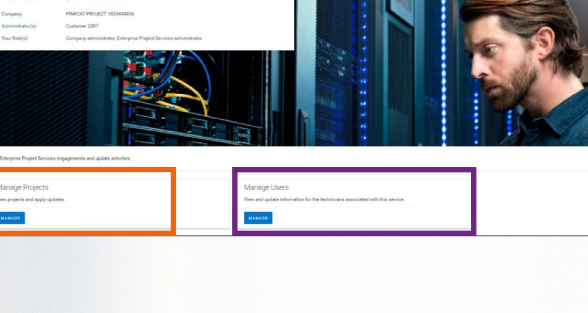 Company: PINKCAT PROJECT 1853444836
Administrator(s): Customer 2007
Your Role(s): Company administrator, Enterprise Project Services administrator
Enterprise Project Services engagements and update activities.
Manage Projects
View projects and apply updates.
MANAGE
Manage Users
View and update information for the technicians associated with this service.
MANAGE